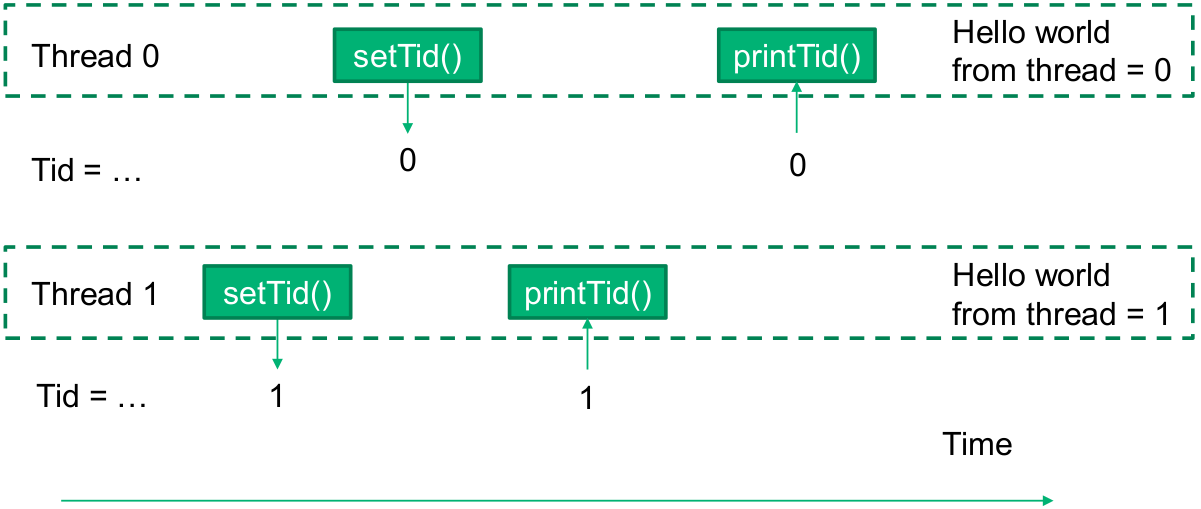 Thread 0
setTid()
printTid()
Hello world
from thread = 0
Tid = …
0
0
Thread 1
setTid()
printTid()
Hello world
from thread = 1
Tid = …
1
1
Time